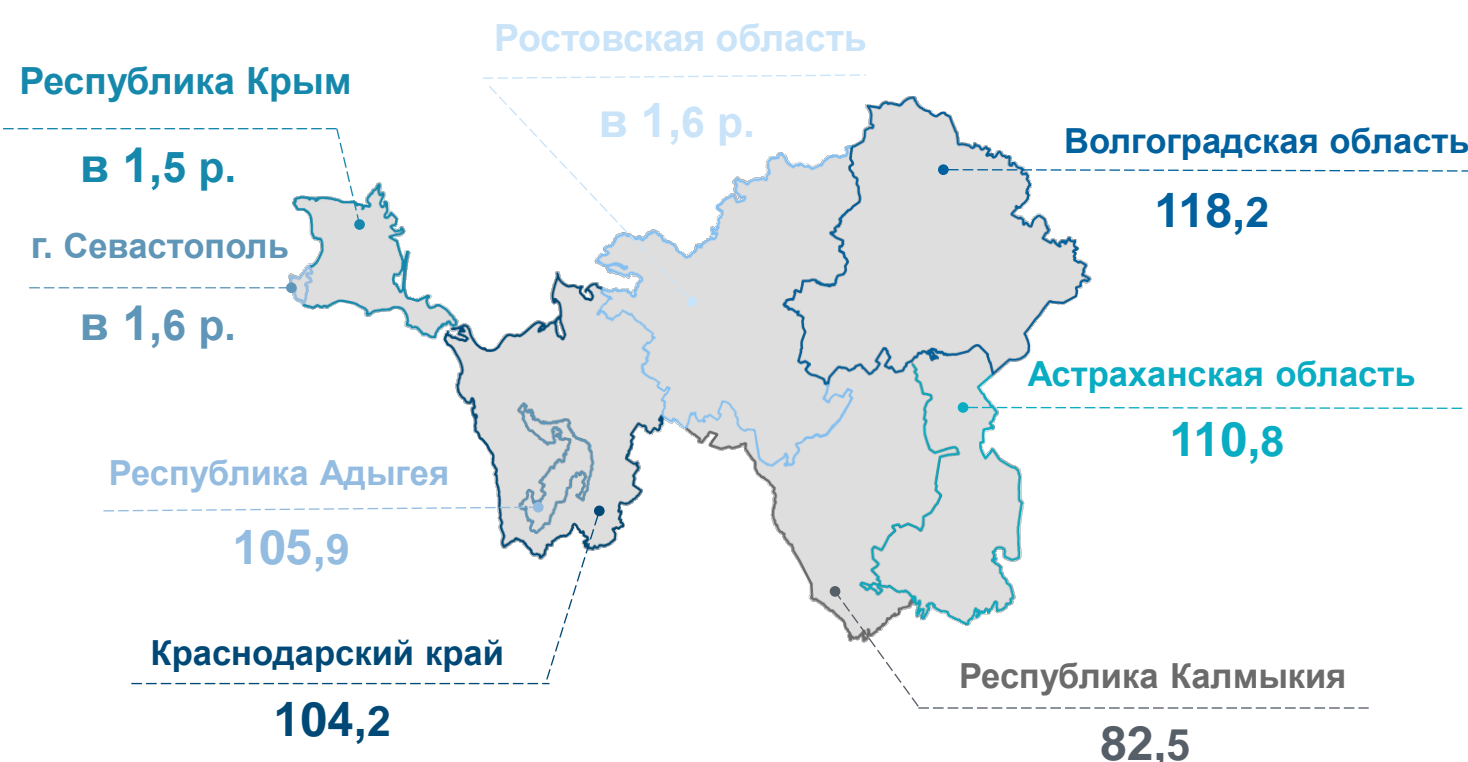 Ростовская область
в 1,6 р.
Республика Крым
в 1,5 р.
г. Севастополь
в 1,6 р.
Волгоградская область
118,2
Астраханская область
110,8
Республика Адыгея
105,9
Краснодарский край
104,2
Республика Калмыкия
82,5